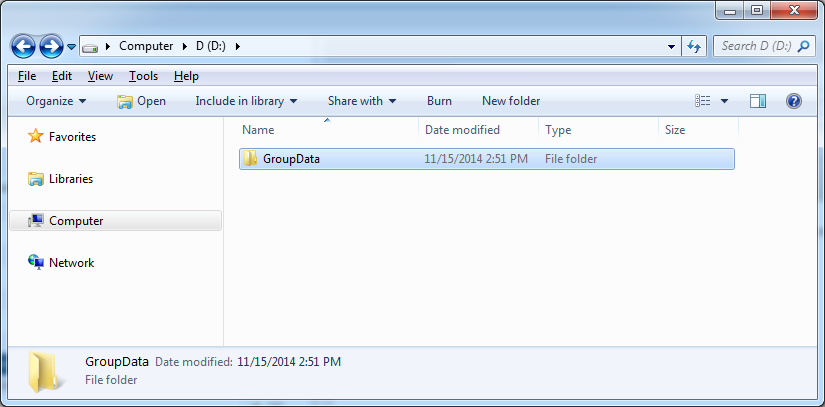 Computer D (D:) Search D (D:)
File Edit View Tools Help
Organize Open Include in library Share with Burn New folder
Name Date modified Type Size
Favorites
Libraries
Computer
Network
GroupData 11/15/2014 2:51 PM File folder
GroupData Date modified: 11/15/2014 2:51 PM
File folder